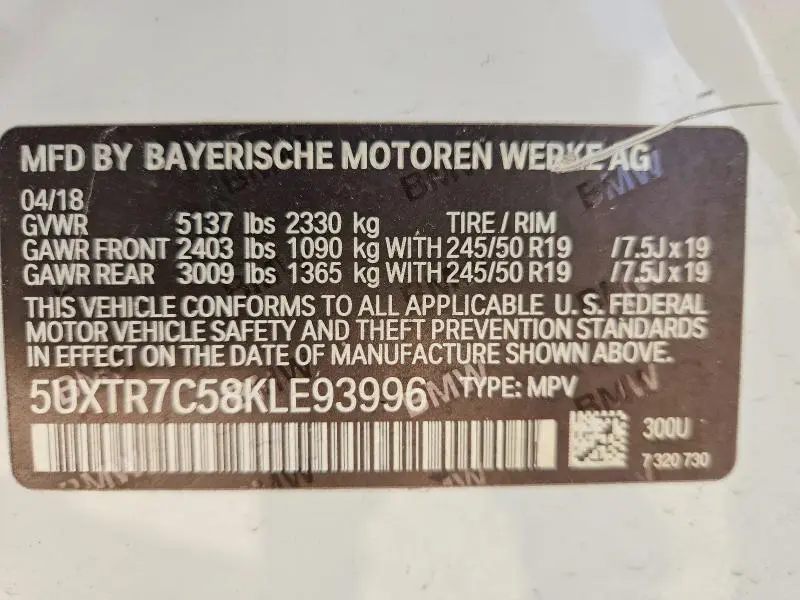 MFD BY BAYERISCHE MOTOREN WERKE AG
04/18
GVWR 5137 lbs 2330 kg TIRE / RIM
GAWR FRONT 2403 lbs 1090 kg WITH 245/50 R19 /7.5J x 19
GAWR REAR 3009 lbs 1365 kg WITH 245/50 R19 /7.5J x 19
THIS VEHICLE CONFORMS TO ALL APPLICABLE U. S. FEDERAL
MOTOR VEHICLE SAFETY AND THEFT PREVENTION STANDARDS
IN EFFECT ON THE DATE OF MANUFACTURE SHOWN ABOVE.
5UXTR7C58KLE93996 TYPE: MPV
300U
7 320 730